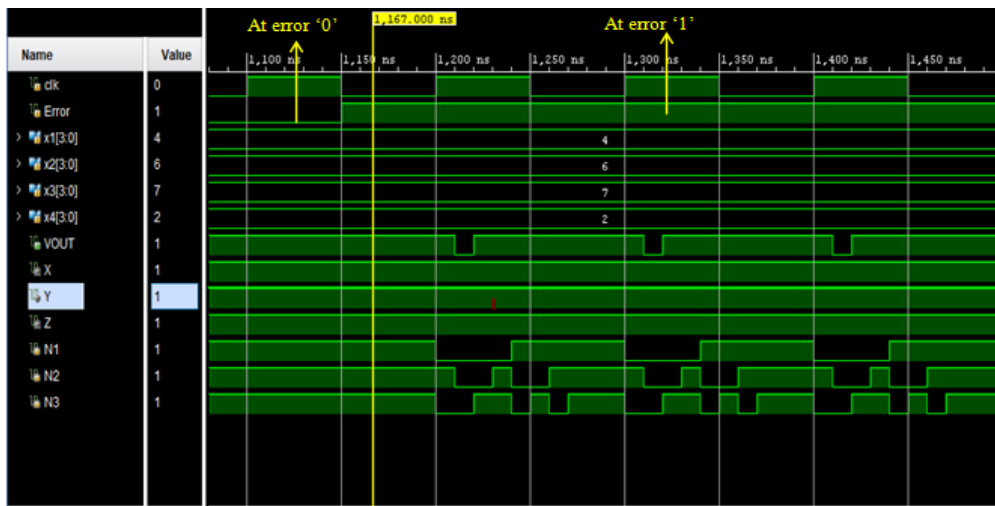 At error ‘0’
1,167.000 ns
At error ‘1’
Name Value
1,100 ns 1,150 ns 1,200 ns 1,250 ns 1,300 ns 1,350 ns 1,400 ns 1,450 ns
clk 0
Error 1
x1[3:0] 4 4
x2[3:0] 6 6
x3[3:0] 7 7
x4[3:0] 2 2
VOUT 1
X 1
Y 1
Z 1
N1 1
N2 1
N3 1